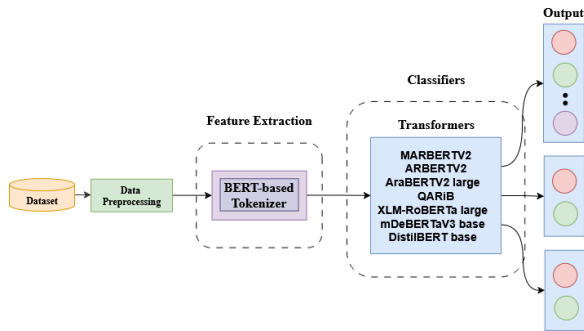 Output
Classifiers
Feature Extraction
Transformers
MARBERTV2
ARBERTV2
AraBERTV2 large
QARiB
XLM-RoBERTa large
mDeBERTaV3 base
DistilBERT base
BERT-based
Tokenizer
Data
Preprocessing
Dataset